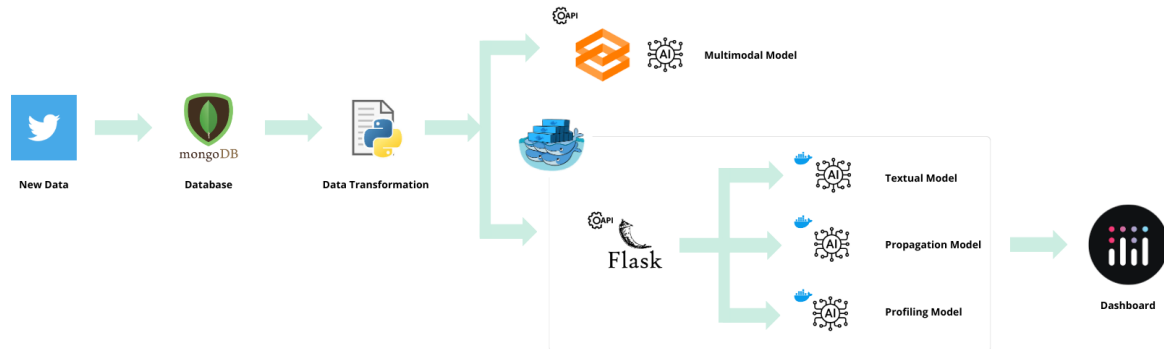 API
Multimodal Model
mongoDB
New Data
Database
Data Transformation
AI
AI
Textual Model
API
Flask
AI
Propagation Model
AI
Profiling Model
Dashboard